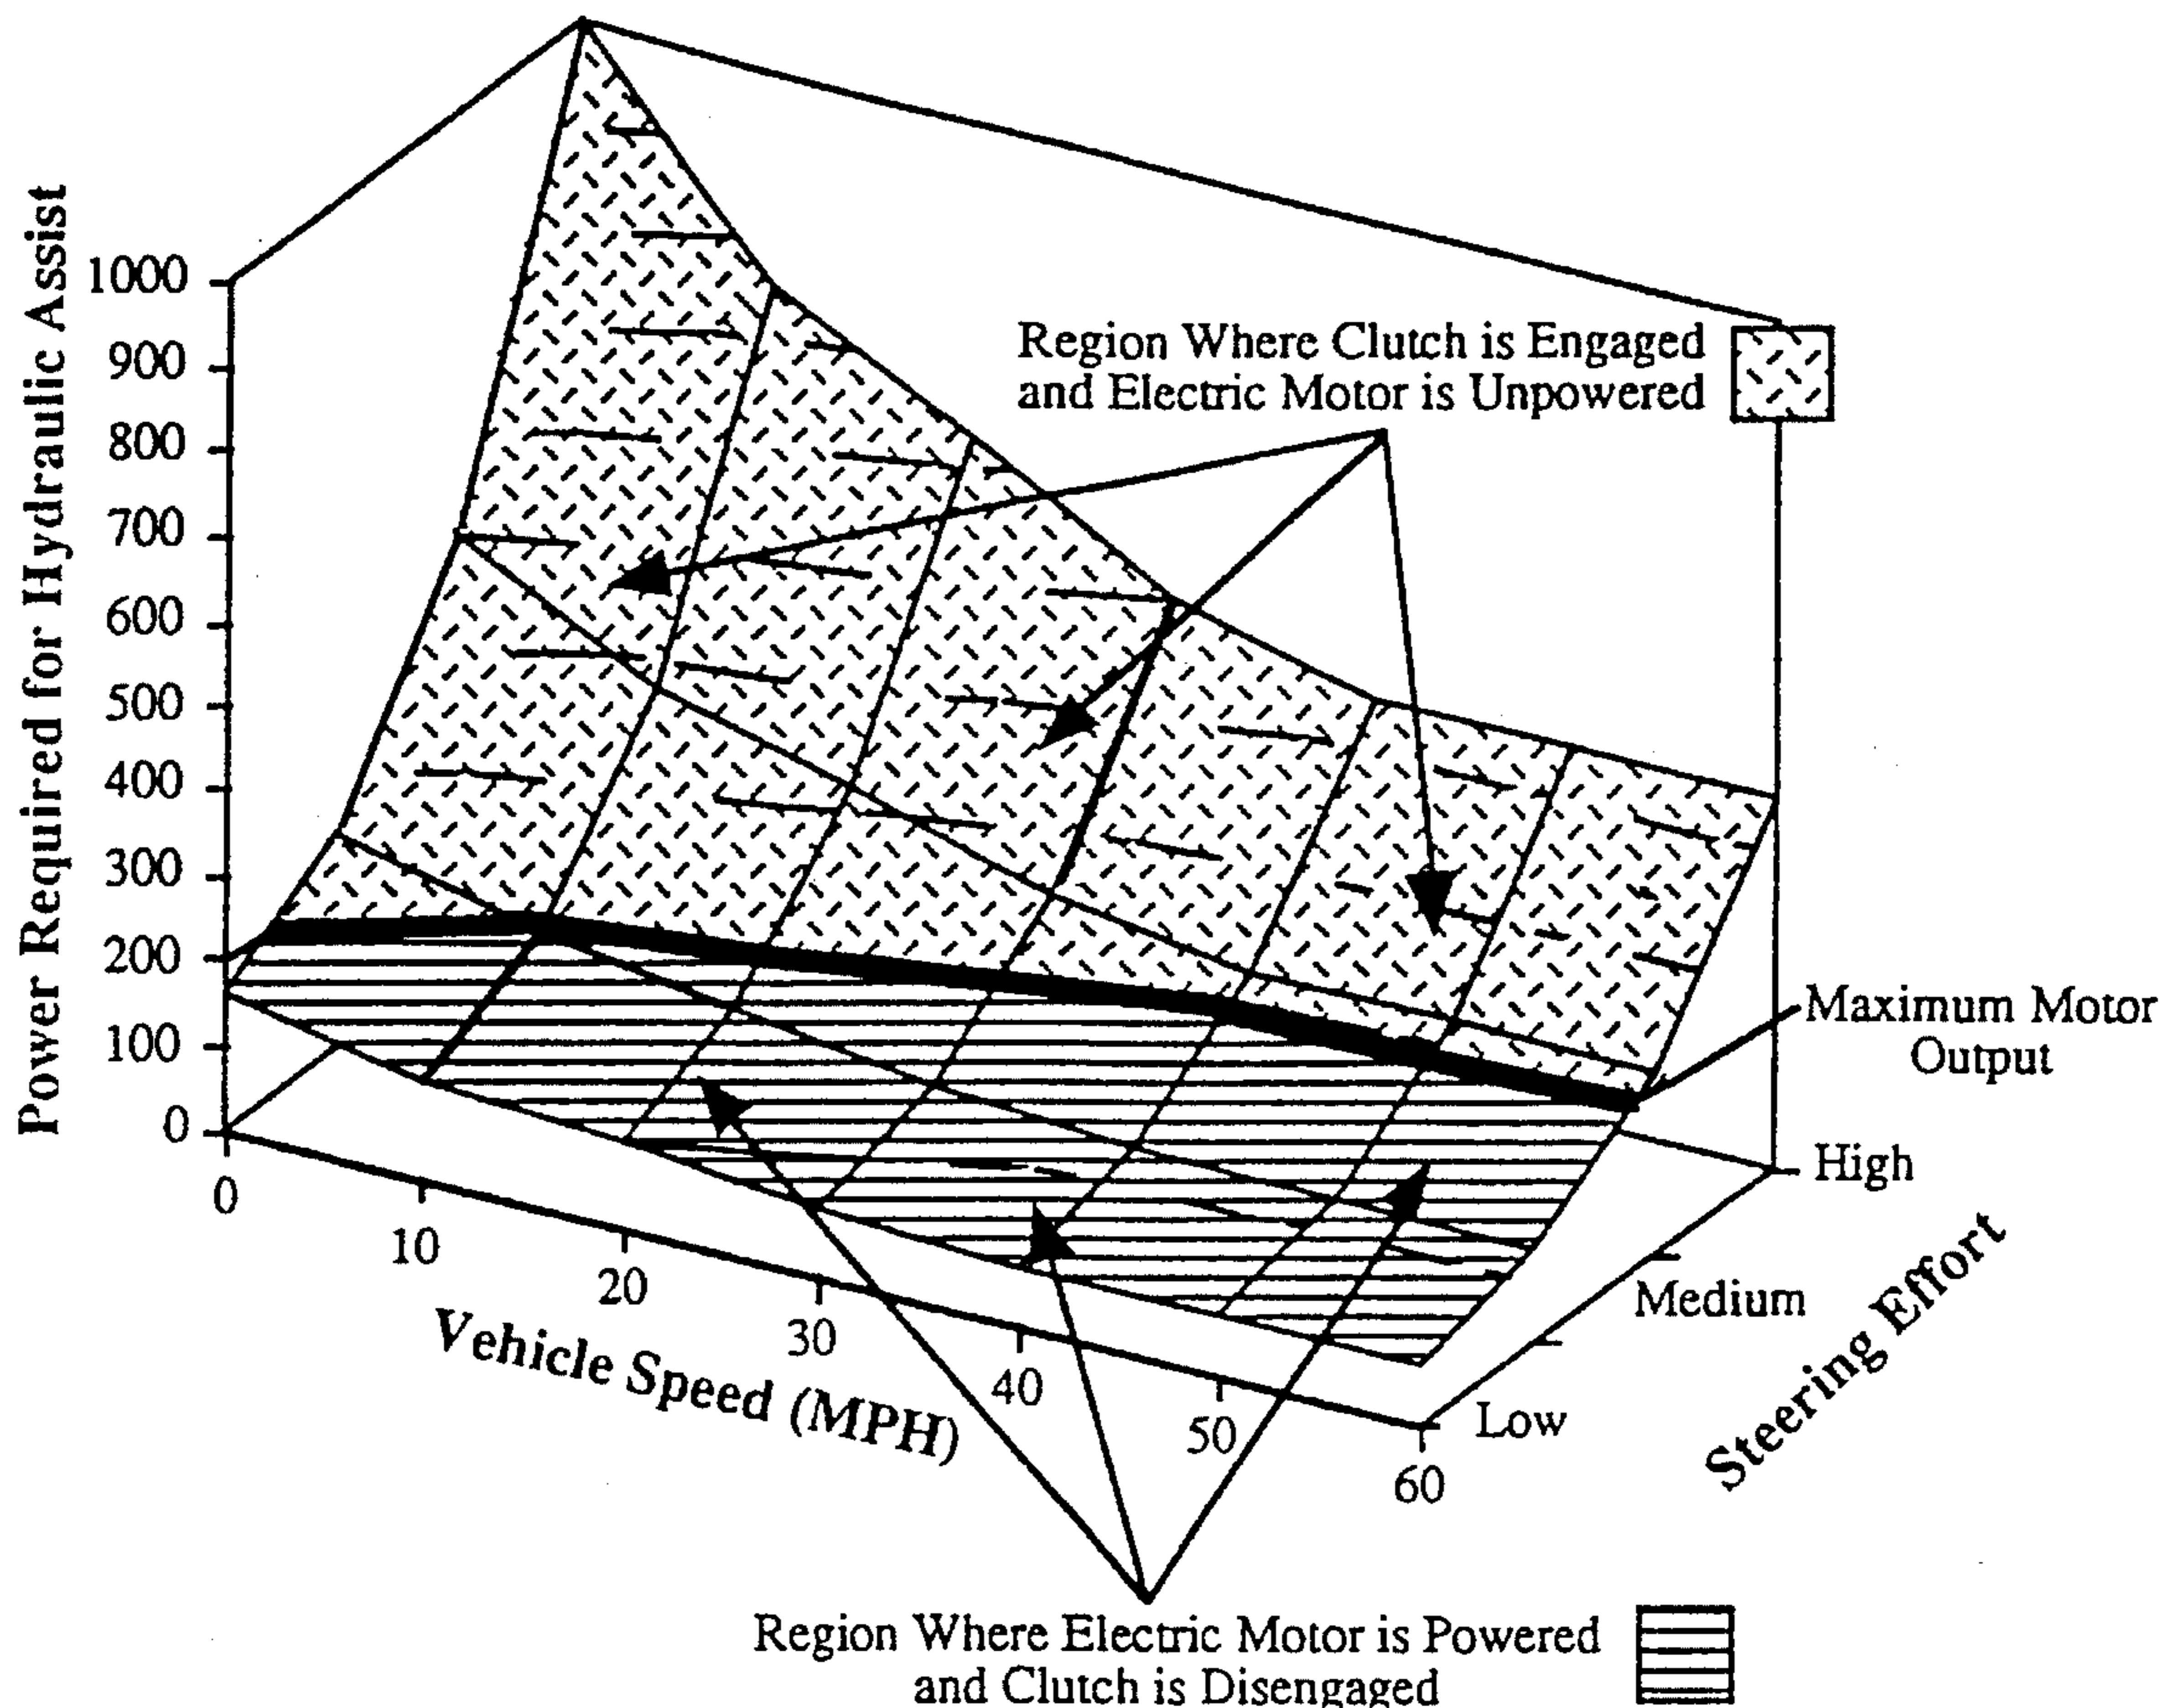 Power Required for Hydraulic Assist
1000
900
800
700
600
500
400
300
200
100
0
0
10
20
30
40
50
60
Vehicle Speed (MPH)
Region Where Clutch is Engaged
and Electric Motor is Unpowered
Maximum Motor
Output
High
Medium
Low
Steering Effort
Region Where Electric Motor is Powered
and Clutch is Disengaged